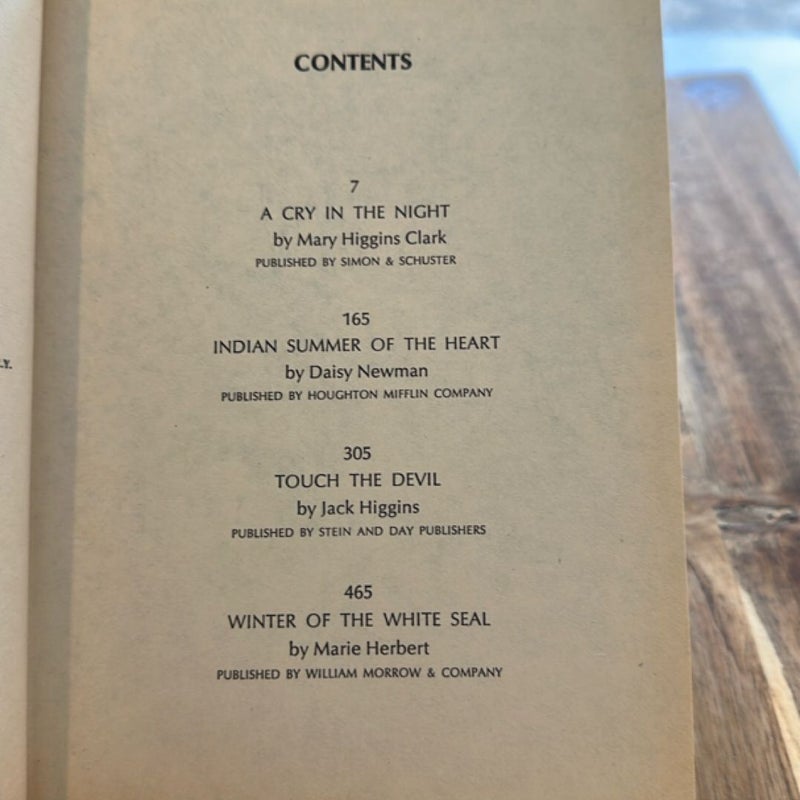 CONTENTS
7
A CRY IN THE NIGHT
by Mary Higgins Clark
PUBLISHED BY SIMON & SCHUSTER
165
INDIAN SUMMER OF THE HEART
by Daisy Newman
PUBLISHED BY HOUGHTON MIFFLIN COMPANY
305
TOUCH THE DEVIL
by Jack Higgins
PUBLISHED BY STEIN AND DAY PUBLISHERS
465
WINTER OF THE WHITE SEAL
by Marie Herbert
PUBLISHED BY WILLIAM MORROW & COMPANY